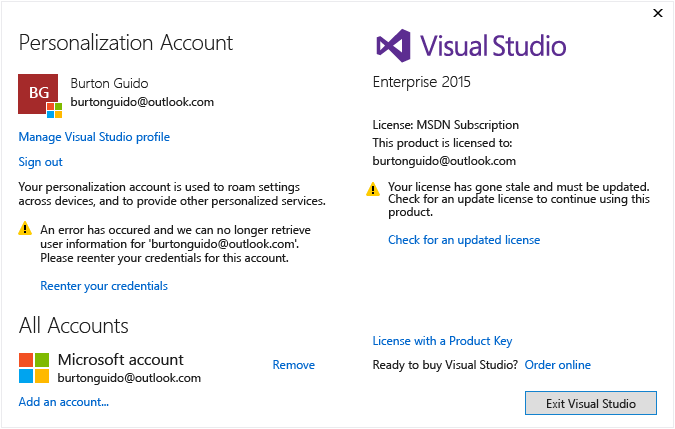 Personalization Account
BG
Burton Guido
burtonguido@outlook.com
Manage Visual Studio profile
Sign out
Your personalization account is used to roam settings
across devices, and to provide other personalized services.
An error has occured and we can no longer retrieve
user information for 'burtonguido@outlook.com'.
Please reenter your credentials for this account.
Reenter your credentials
All Accounts
Microsoft account
burtonguido@outlook.com
Remove
Add an account...
Visual Studio
Enterprise 2015
License: MSDN Subscription
This product is licensed to:
burtonguido@outlook.com
Your license has gone stale and must be updated.
Check for an update license to continue using this
product.
Check for an updated license
License with a Product Key
Ready to buy Visual Studio? Order online
Exit Visual Studio